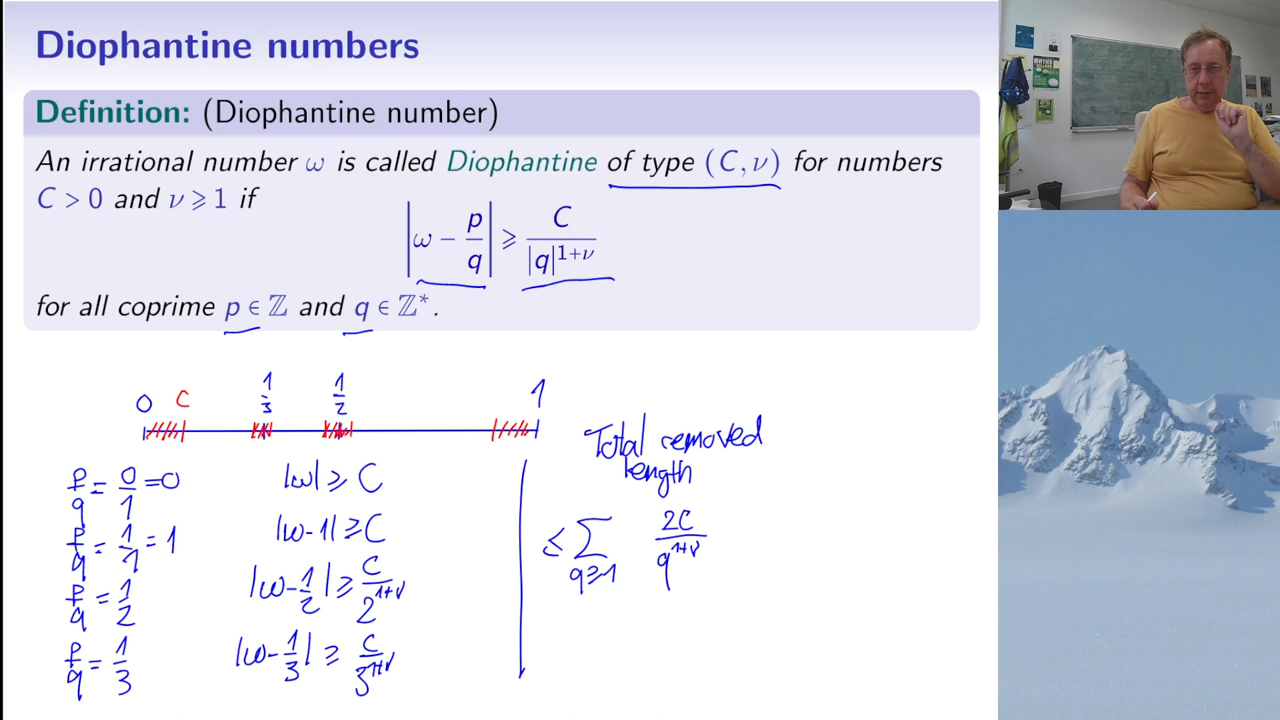 Diophantine numbers
Definition: (Diophantine number)
An irrational number ω is called Diophantine of type (C, ν) for numbers
C > 0 and ν ⩾ 1 if
|ω − p/q| ⩾ C/|q|^{1+ν}
for all coprime p ∈ ℤ and q ∈ ℤ*.
0 C 1/3 1/2 1
Total removed
length
p/q = 0/1 = 0 |ω| ≥ C
p/q = 1/1 = 1 |ω-1| ≥ C
p/q = 1/2 |ω-1/2| ≥ C/2^{1+ν}
p/q = 1/3 |ω-1/3| ≥ C/3^{1+ν}
≤ ∑_{q≥1} 2C/q^{1+ν}